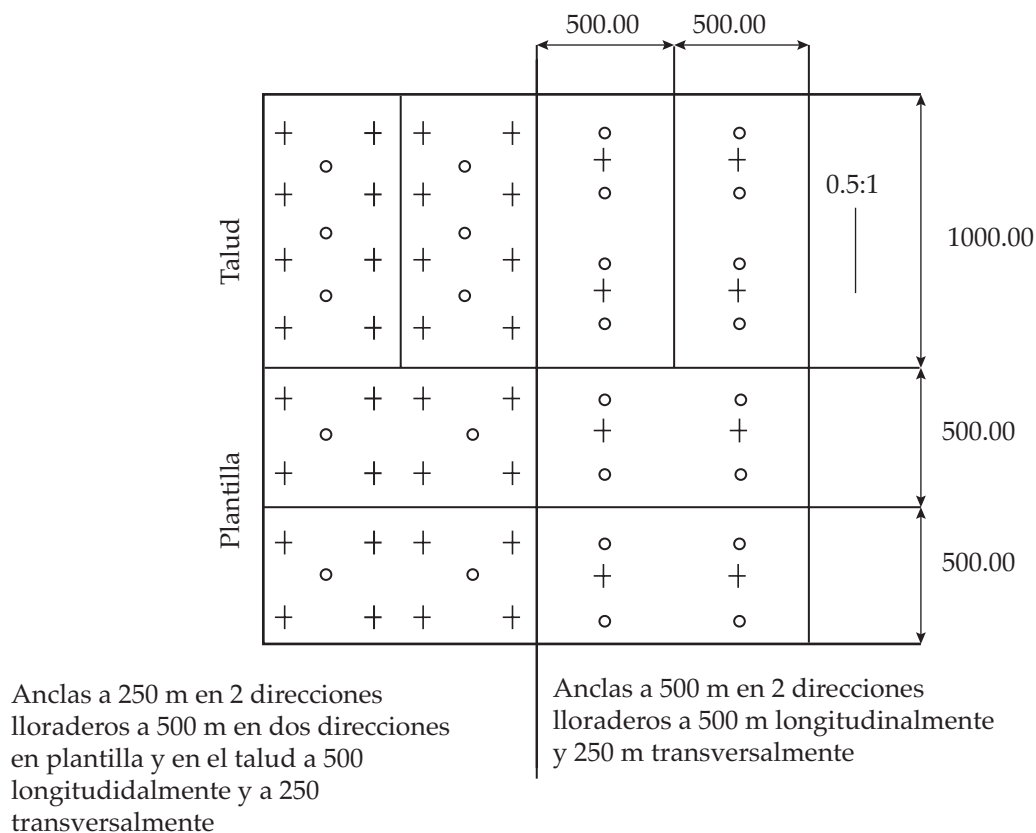 500.00 500.00
0.5:1
Talud
1000.00
500.00
Plantilla
500.00
Anclas a 250 m en 2 direcciones
lloraderos a 500 m en dos direcciones
en plantilla y en el talud a 500
longitudidalmente y a 250
transversalmente
Anclas a 500 m en 2 direcciones
lloraderos a 500 m longitudinalmente
y 250 m transversalmente